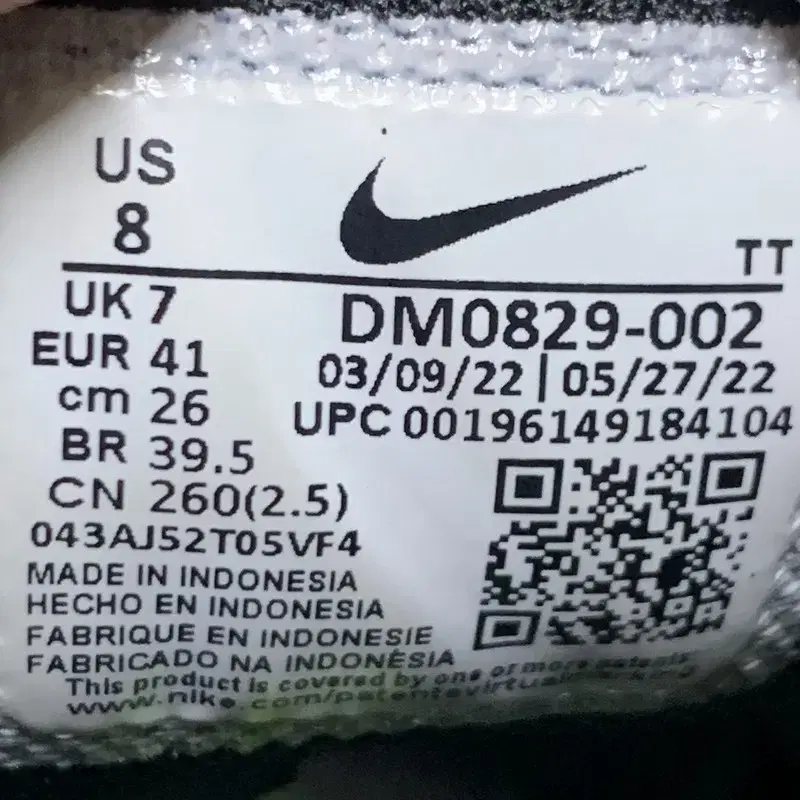 US
8
TT
UK 7
EUR 41
cm 26
BR 39.5
CN 260(2.5)
DM0829-002
03/09/22 | 05/27/22
UPC 00196149184104
043AJ52T05VF4
MADE IN INDONESIA
HECHO EN INDONESIA
FABRIQUE EN INDONESIE
FABRICADO NA INDONÉSIA
This product is covered by one or more patents
www.nike.com/patents